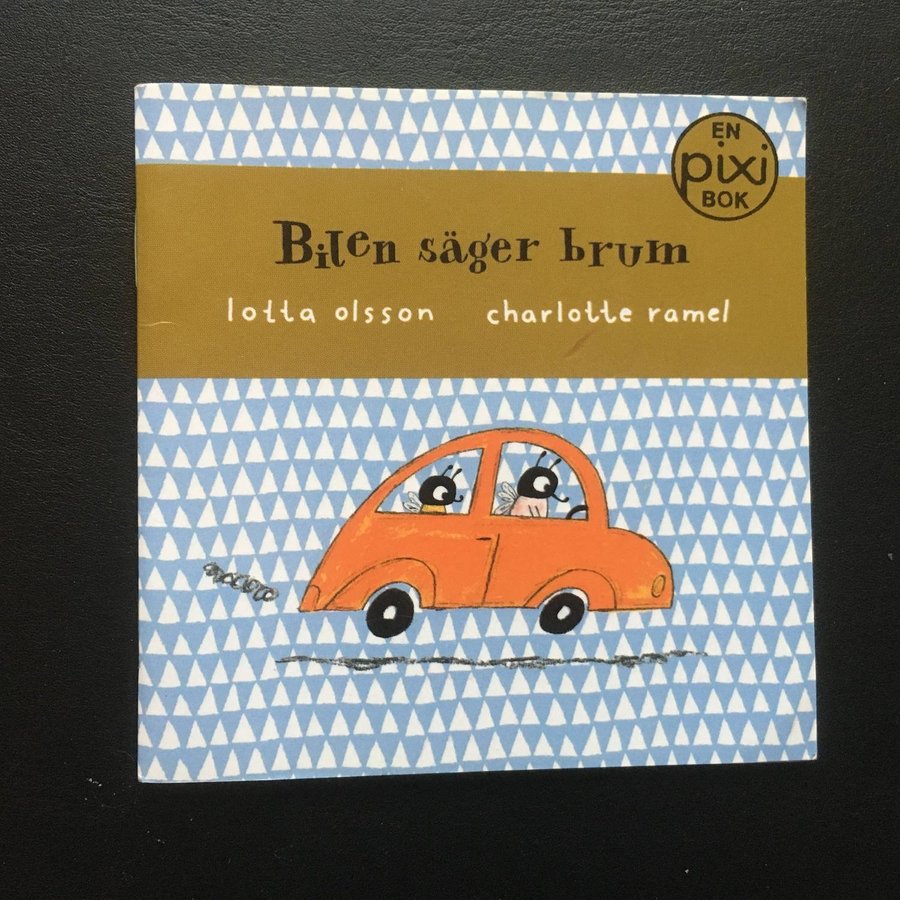 EN
pixi
BOK
Bilen säger brum
lotta olsson charlotte ramel